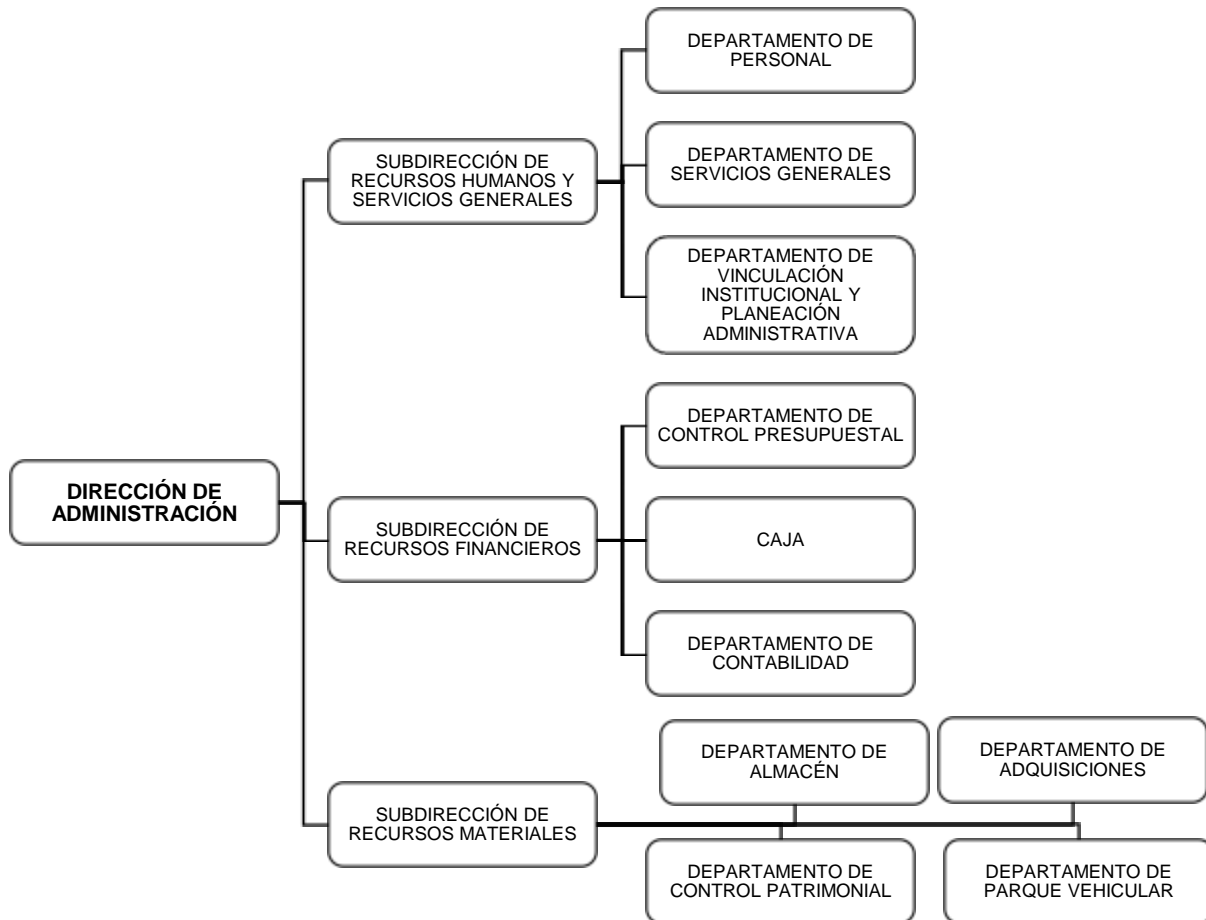 DIRECCIÓN DE
ADMINISTRACIÓN
SUBDIRECCIÓN DE
RECURSOS HUMANOS Y
SERVICIOS GENERALES
DEPARTAMENTO DE
PERSONAL
DEPARTAMENTO DE
SERVICIOS GENERALES
DEPARTAMENTO DE
VINCULACIÓN
INSTITUCIONAL Y
PLANEACIÓN
ADMINISTRATIVA
SUBDIRECCIÓN DE
RECURSOS FINANCIEROS
DEPARTAMENTO DE
CONTROL PRESUPUESTAL
CAJA
DEPARTAMENTO DE
CONTABILIDAD
SUBDIRECCIÓN DE
RECURSOS MATERIALES
DEPARTAMENTO DE
ALMACÉN
DEPARTAMENTO DE
ADQUISICIONES
DEPARTAMENTO DE
CONTROL PATRIMONIAL
DEPARTAMENTO DE
PARQUE VEHICULAR